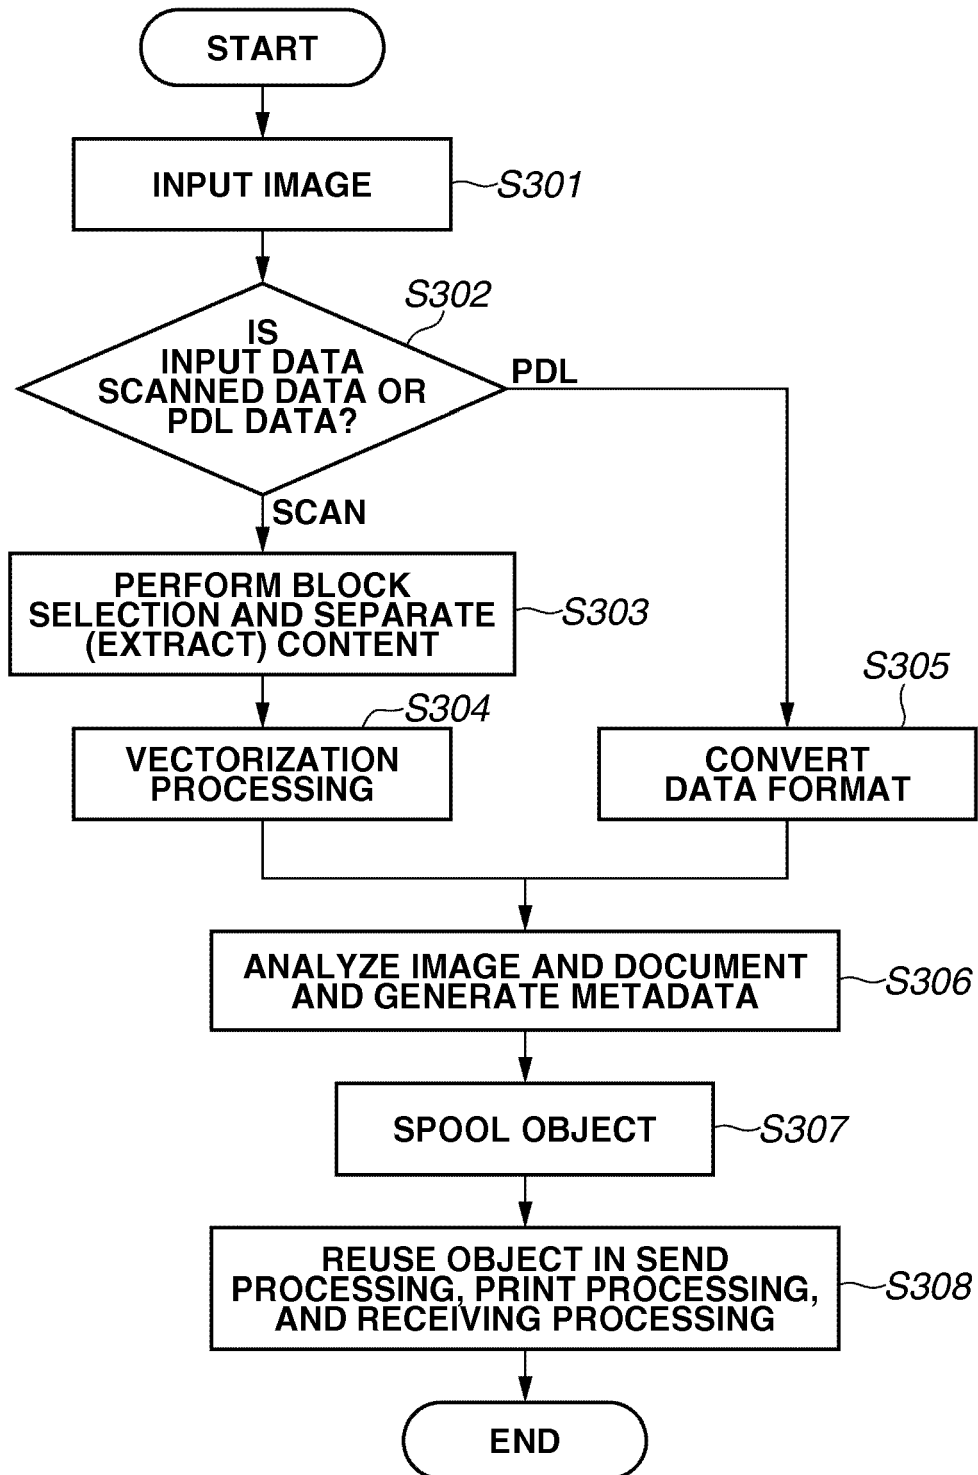 START
INPUT IMAGE
S301
S302
IS
INPUT DATA
SCANNED DATA OR
PDL DATA?
PDL
SCAN
PERFORM BLOCK
SELECTION AND SEPARATE
(EXTRACT) CONTENT
S303
S304
VECTORIZATION
PROCESSING
S305
CONVERT
DATA FORMAT
ANALYZE IMAGE AND DOCUMENT
AND GENERATE METADATA
S306
SPOOL OBJECT
S307
REUSE OBJECT IN SEND
PROCESSING, PRINT PROCESSING,
AND RECEIVING PROCESSING
S308
END